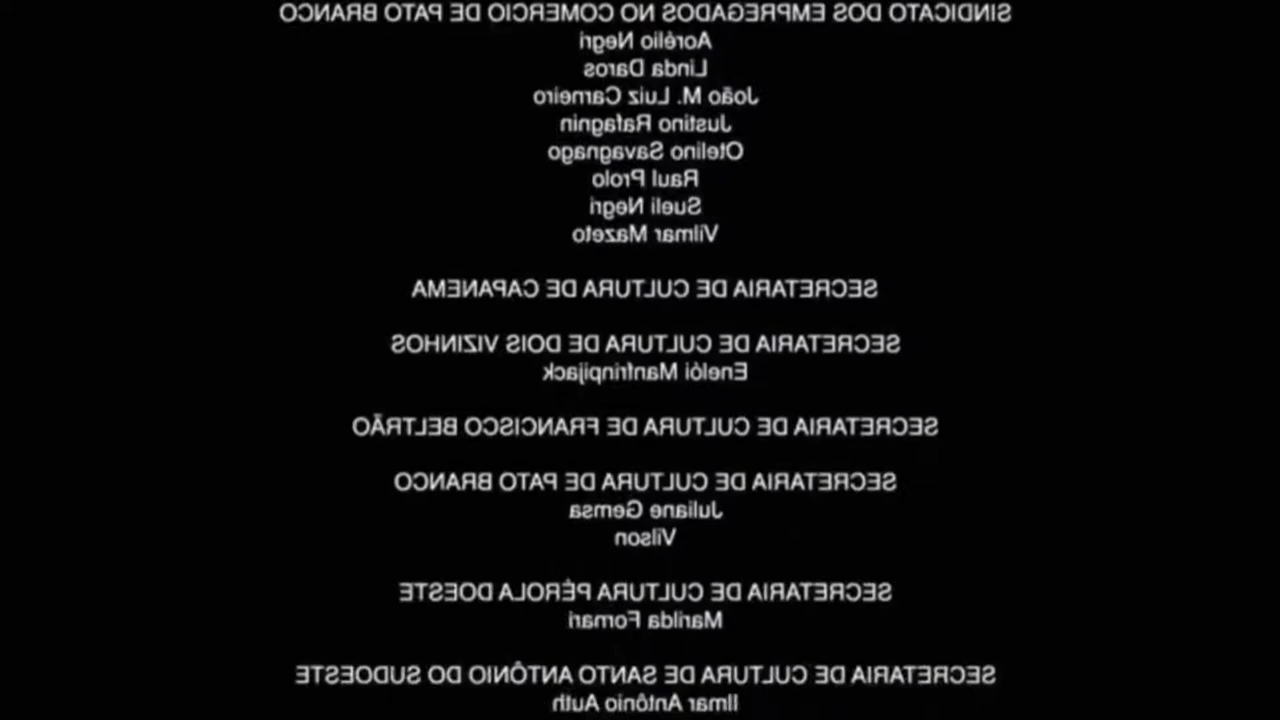 SINDICATO DOS EMPREGADOS NO COMERCIO DE PATO BRANCO
Aorélio Negri
Linda Daros
João M. Luiz Carneiro
Justino Rafagnin
Otelino Savagnago
Raul Prolo
Sueli Negri
Vilmar Mazeto
SECRETARIA DE CULTURA DE CAPANEMA
SECRETARIA DE CULTURA DE DOIS VIZINHOS
Enelói Manfrinpijack
SECRETARIA DE CULTURA DE FRANCISCO BELTRÃO
SECRETARIA DE CULTURA DE PATO BRANCO
Juliane Gemsa
Vilson
SECRETARIA DE CULTURA PÉROLA DOESTE
Marilda Fornari
SECRETARIA DE CULTURA DE SANTO ANTÔNIO DO SUDOESTE
Ilmar Antônio Auth